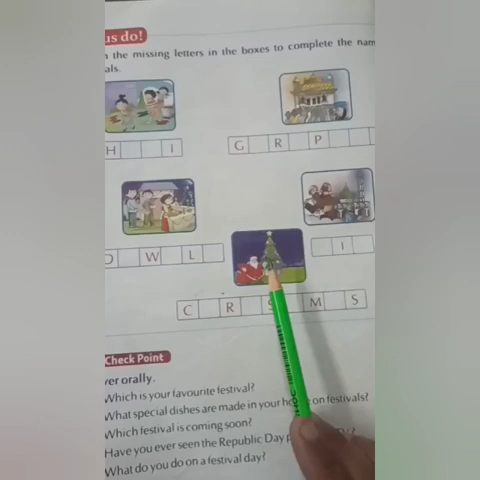 us do!
the missing letters in the boxes to complete the nam
als.
H I
G R P
W L
I
C R S M S
Check Point
ver orally.
Which is your favourite festival?
What special dishes are made in your on festivals?
Which festival is coming soon?
Have you ever seen the Republic Day
What do you do on a festival day?